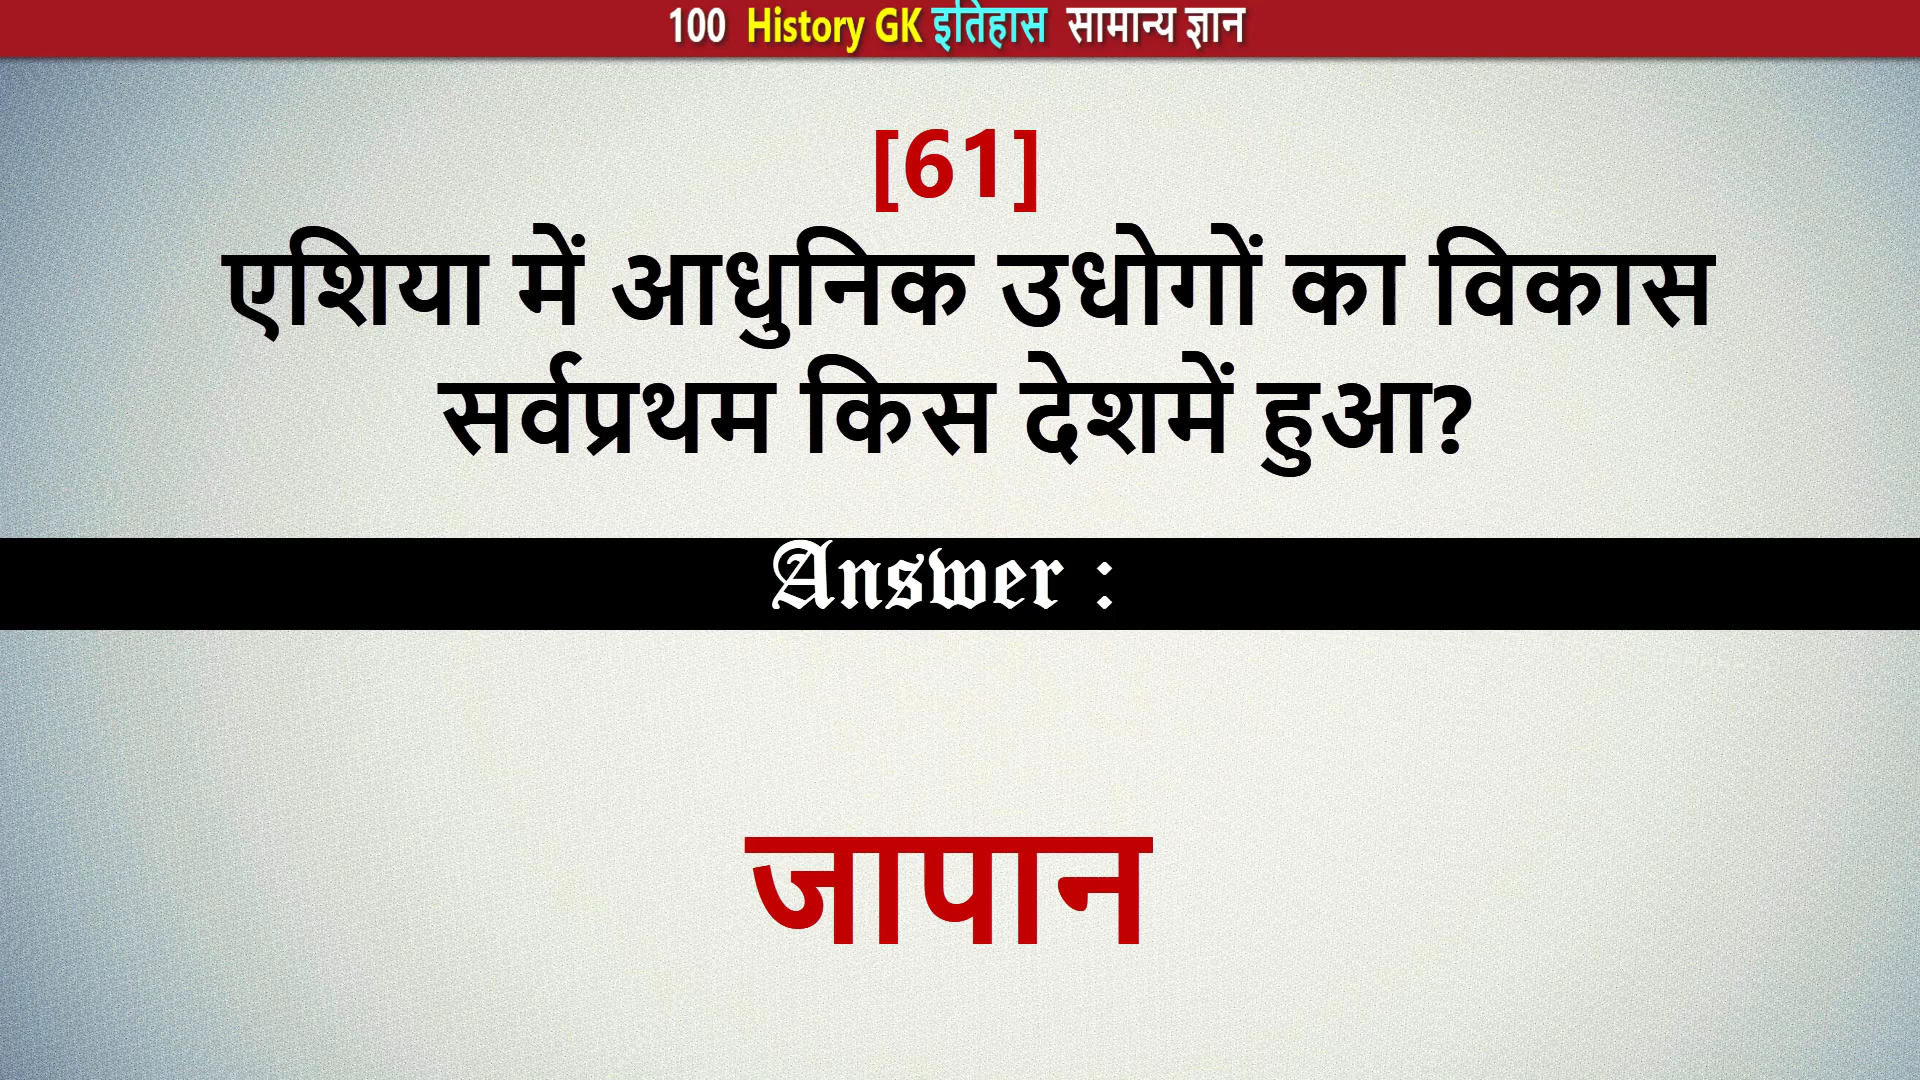 100 History GK इतिहास सामान्य ज्ञान
[61]
एशिया में आधुनिक उधोगों का विकास
सर्वप्रथम किस देशमें हुआ?
Answer :
जापान